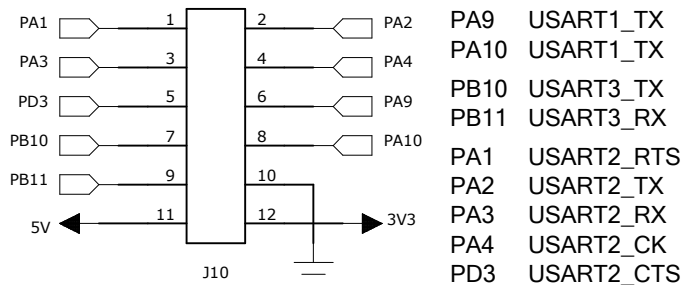 PA1 1 2 PA2
PA3 3 4 PA4
PD3 5 6 PA9
PB10 7 8 PA10
PB11 9 10
5V 11 12 3V3
J10
PA9 USART1_TX
PA10 USART1_TX
PB10 USART3_TX
PB11 USART3_RX
PA1 USART2_RTS
PA2 USART2_TX
PA3 USART2_RX
PA4 USART2_CK
PD3 USART2_CTS